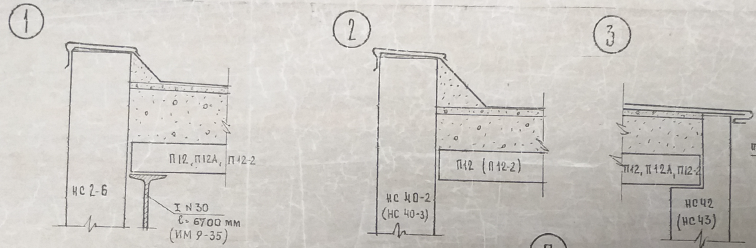 1
2
3
П12, П12А, П12-2
НС 2-6
I N 30
ℓ= 6700 мм
(ИМ 9-35)
П12 (П12-2)
НС 40-2
(НС 40-3)
П12, П12А, П12-2
НС42
(НС43)